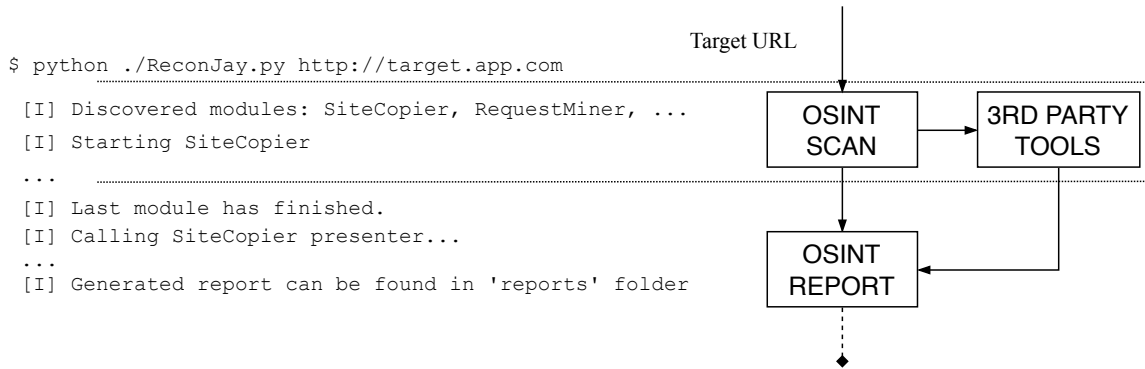 Target URL
$ python ./ReconJay.py http://target.app.com
[I] Discovered modules: SiteCopier, RequestMiner, ...
[I] Starting SiteCopier
...
[I] Last module has finished.
[I] Calling SiteCopier presenter...
...
[I] Generated report can be found in 'reports' folder
OSINT
SCAN
3RD PARTY
TOOLS
OSINT
REPORT